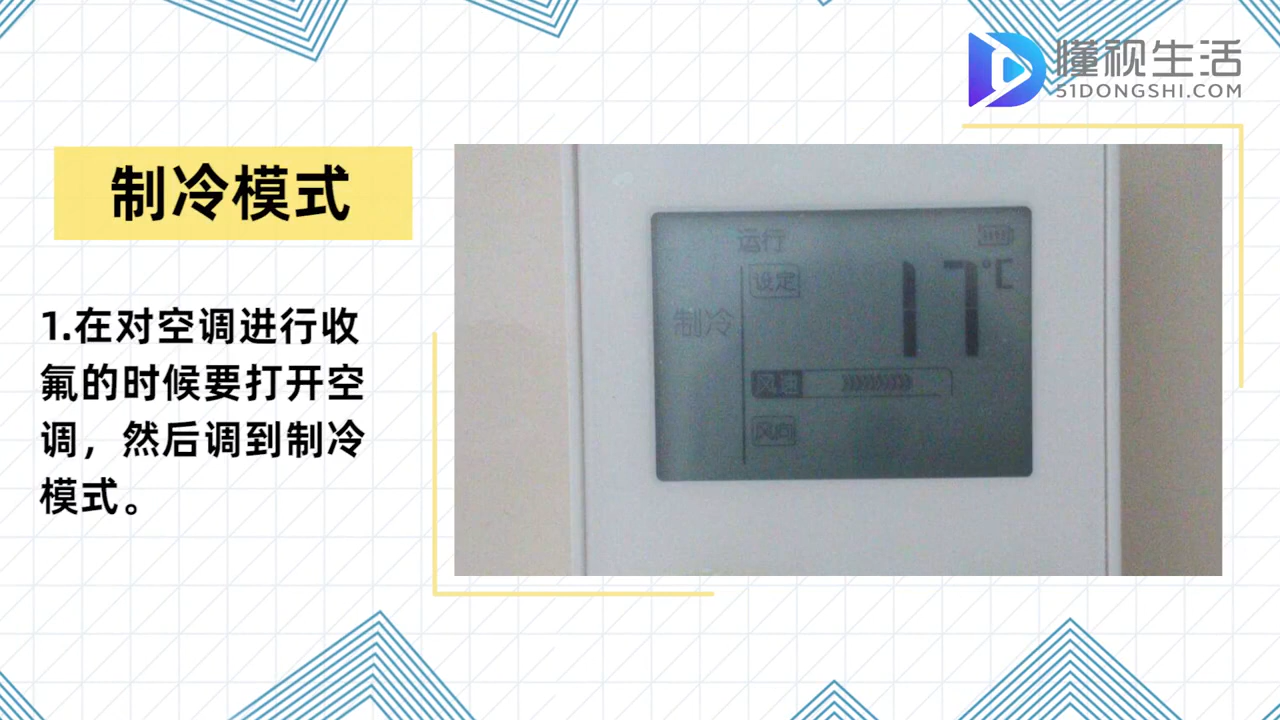 懂视生活
51DONGSHI.COM
制冷模式
1.在对空调进行收
氟的时候要打开空
调，然后调到制冷
模式。
运行
设定
17°C
制冷
风速
风向